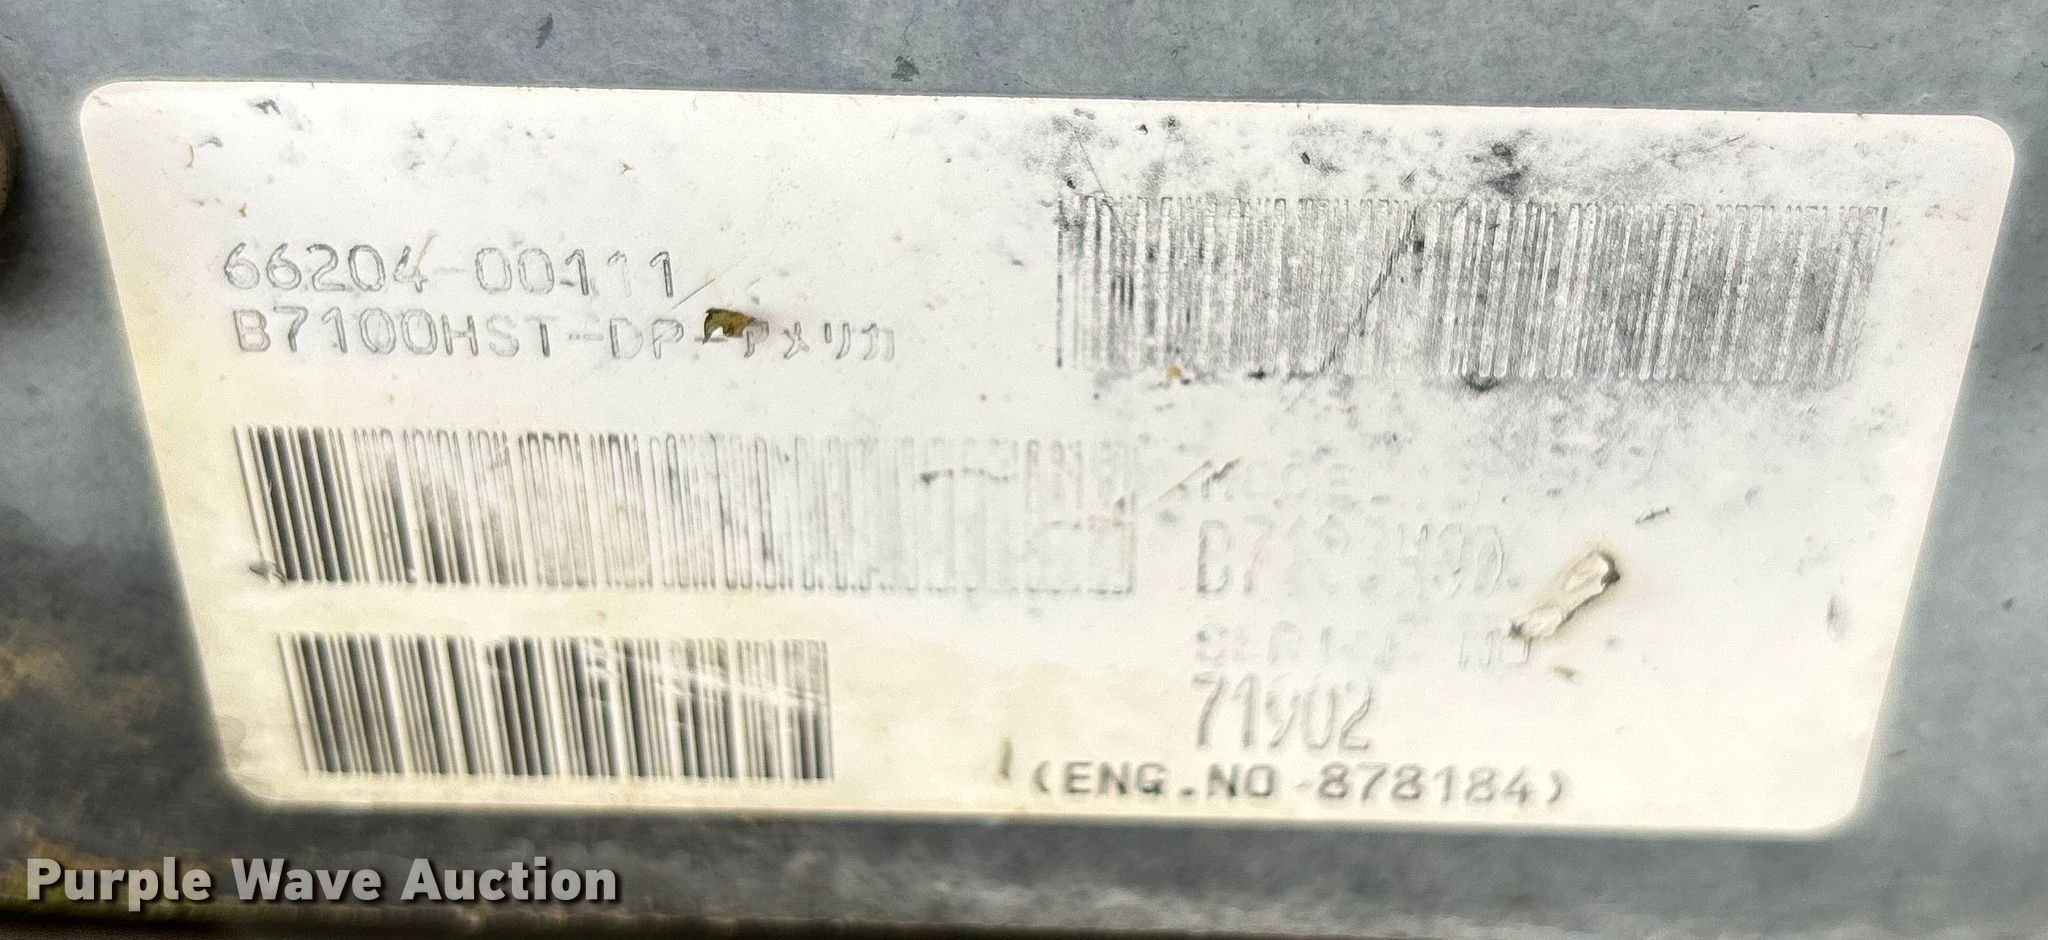 66204-00111
B7100HST-DP-アメリカ
71902
(ENG.NO 878184)
Purple Wave Auction